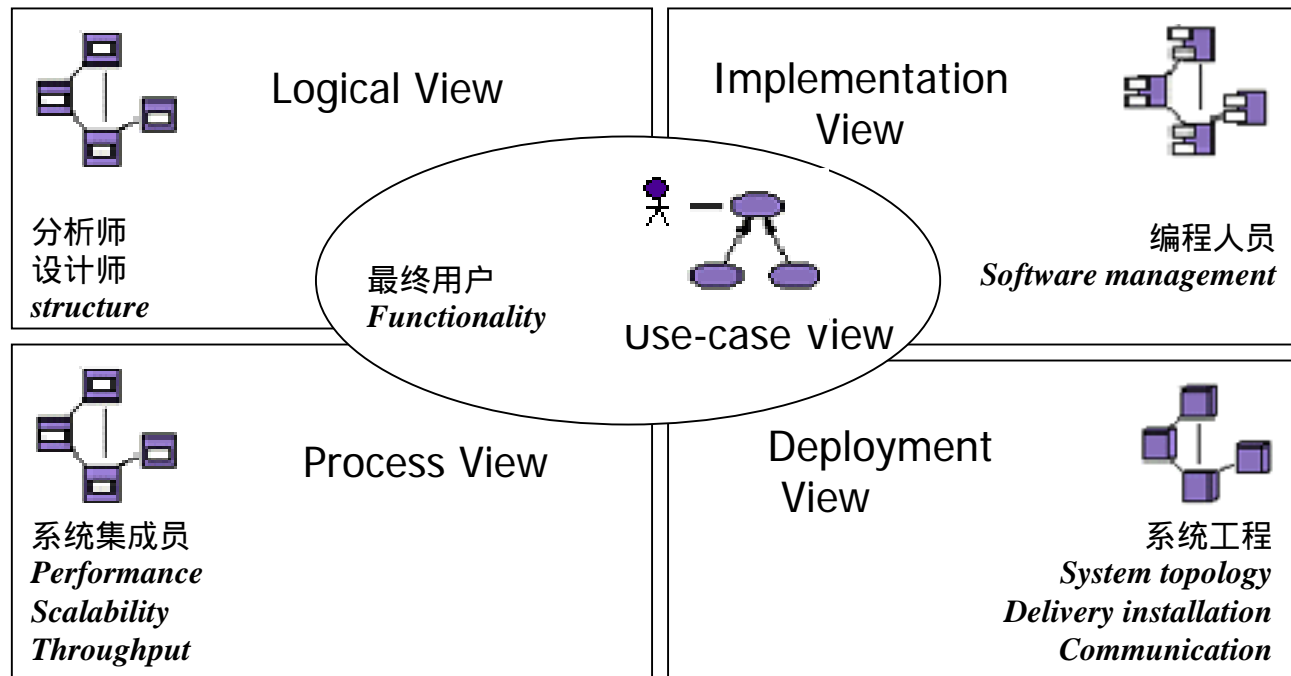 Logical View
分析师
设计师
structure
Implementation
View
编程人员
Software management
最终用户
Functionality
Use-case View
Process View
系统集成员
Performance
Scalability
Throughput
Deployment
View
系统工程
System topology
Delivery installation
Communication